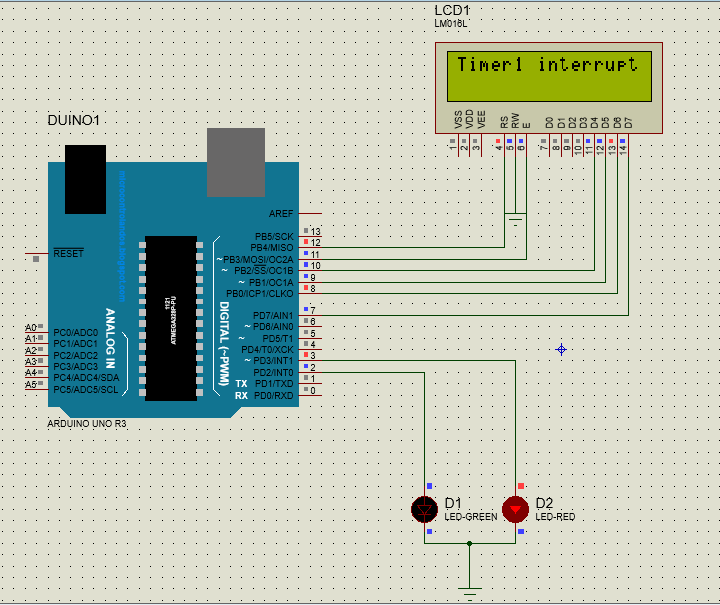 LCD1
LM016L
Timer1 interrupt
VSS
VDD
VEE
RS
RW
E
D0
D1
D2
D3
D4
D5
D6
D7
1
2
3
4
5
6
7
8
9
10
11
12
13
14
DUINO1
AREF
RESET
PB5/SCK 13
PB4/MISO 12
~PB3/MOSI/OC2A 11
~PB2/SS/OC1B 10
~PB1/OC1A 9
PB0/ICP1/CLKO 8
PD7/AIN1 7
~PD6/AIN0 6
~PD5/T1 5
PD4/T0/XCK 4
~PD3/INT1 3
PD2/INT0 2
TX PD1/TXD 1
RX PD0/RXD 0
DIGITAL (~PWM)
1121
ATMEGA328P-PU
ANALOG IN
A0 PC0/ADC0
A1 PC1/ADC1
A2 PC2/ADC2
A3 PC3/ADC3
A4 PC4/ADC4/SDA
A5 PC5/ADC5/SCL
ARDUINO UNO R3
D1
LED-GREEN
D2
LED-RED